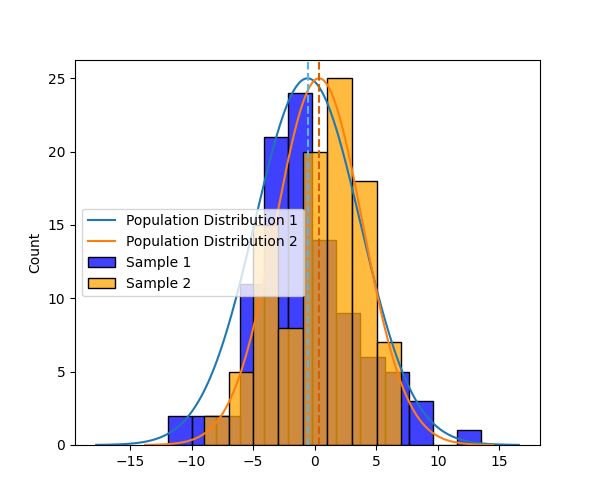 25
20
15
10
5
0
Count
Population Distribution 1
Population Distribution 2
Sample 1
Sample 2
−15 −10 −5 0 5 10 15